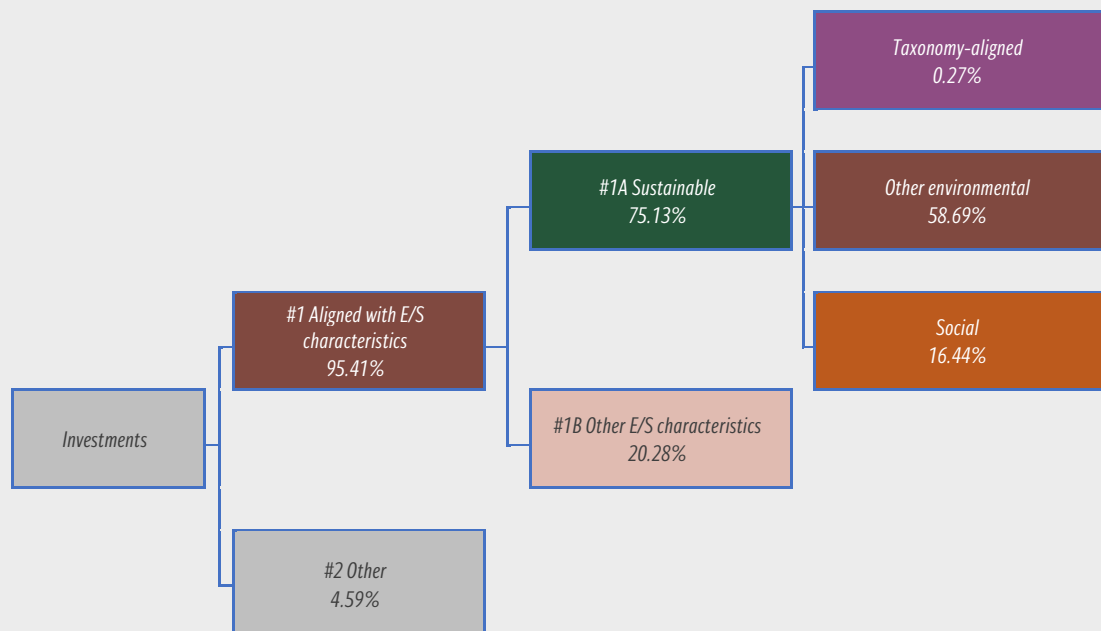 Taxonomy-aligned
0.27%
#1A Sustainable
75.13%
Other environmental
58.69%
#1 Aligned with E/S
characteristics
95.41%
Social
16.44%
Investments
#1B Other E/S characteristics
20.28%
#2 Other
4.59%